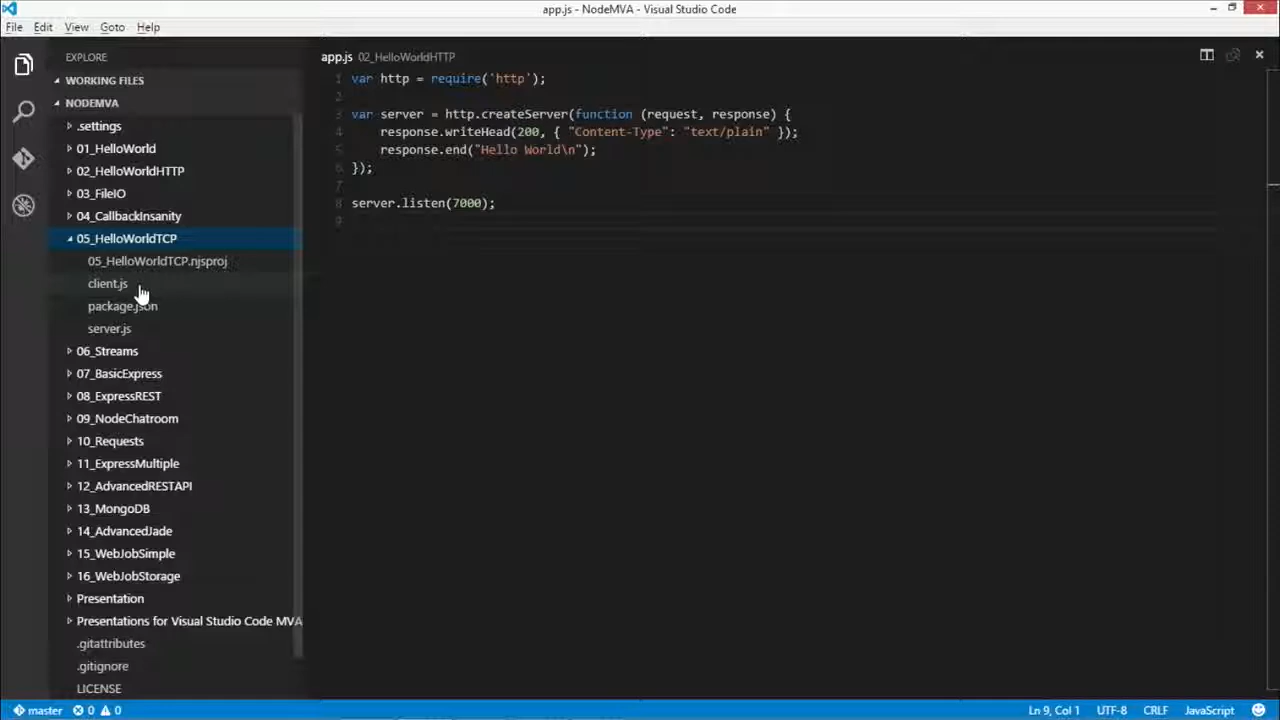 app.js - NodeMVA - Visual Studio Code
File Edit View Goto Help
EXPLORE
WORKING FILES
NODEMVA
.settings
01_HelloWorld
02_HelloWorldHTTP
03_FileIO
04_CallbackInsanity
05_HelloWorldTCP
05_HelloWorldTCP.njsproj
client.js
package.json
server.js
06_Streams
07_BasicExpress
08_ExpressREST
09_NodeChatroom
10_Requests
11_ExpressMultiple
12_AdvancedRESTAPI
13_MongoDB
14_AdvancedJade
15_WebJobSimple
16_WebJobStorage
Presentation
Presentations for Visual Studio Code MVA
.gitattributes
.gitignore
LICENSE
app.js 02_HelloWorldHTTP
1 var http = require('http');
2
3 var server = http.createServer(function (request, response) {
4 response.writeHead(200, { "Content-Type": "text/plain" });
5 response.end("Hello World\n");
6 });
7
8 server.listen(7000);
9
master 0 0 Ln 9, Col 1 UTF-8 CRLF JavaScript